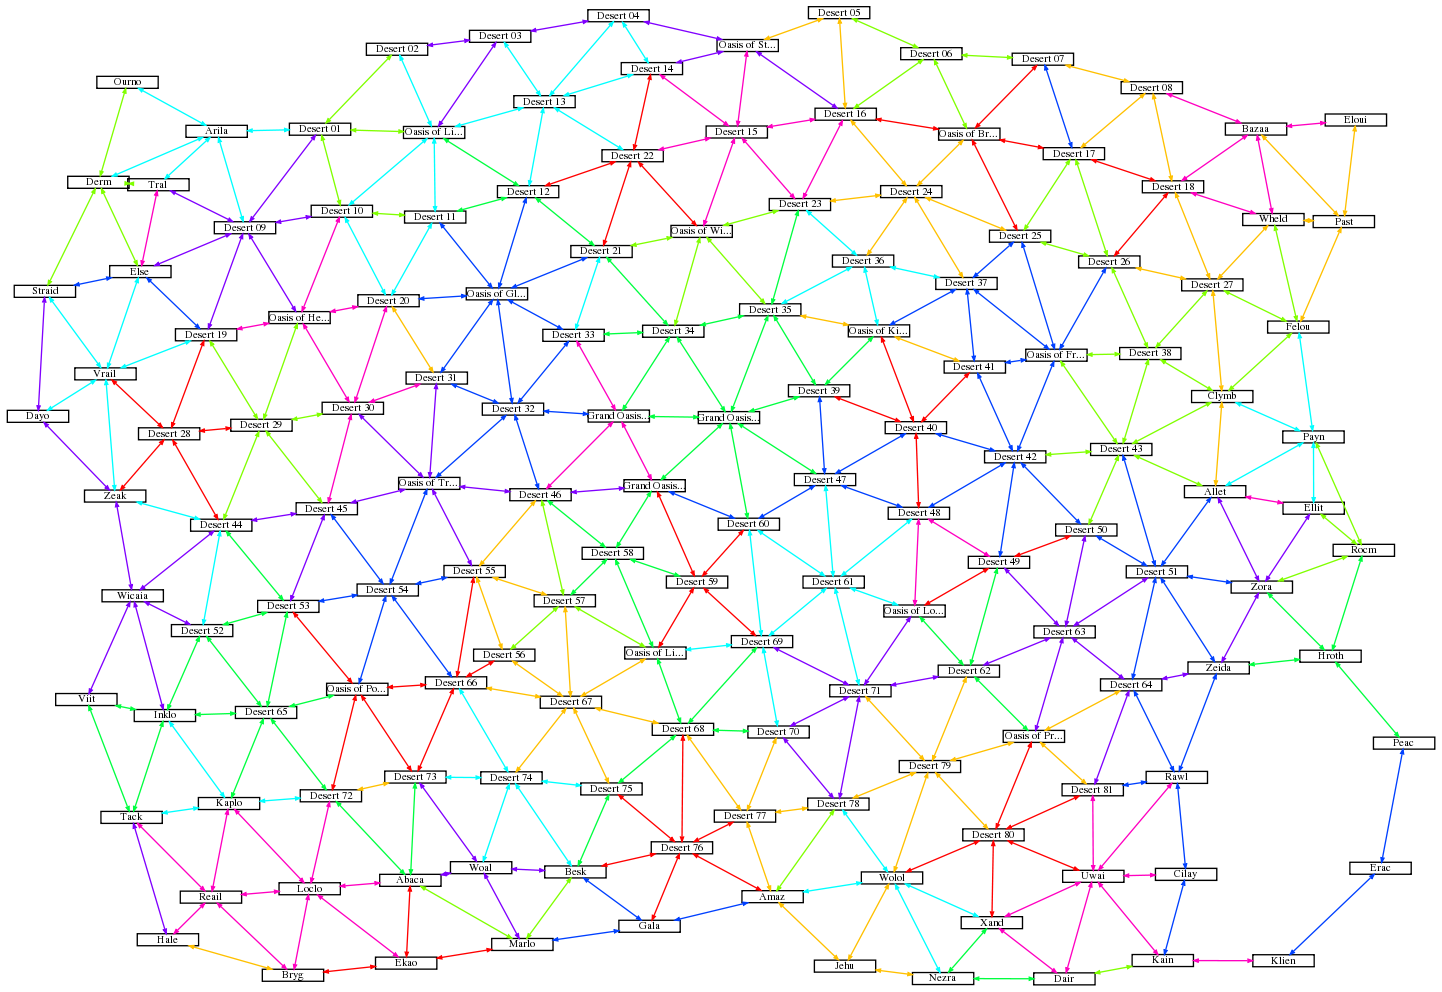 Desert 05
Desert 04
Desert 03
Oasis of St...
Desert 02
Desert 06
Desert 07
Desert 14
Ourno
Desert 08
Desert 13
Desert 16
Eloui
Desert 01
Bazaa
Arila
Oasis of Li...
Desert 15
Oasis of Br...
Desert 17
Desert 22
Derm
Tral
Desert 18
Desert 12
Desert 24
Desert 23
Desert 10
Desert 11
Wheld
Past
Desert 09
Oasis of Wi...
Desert 25
Desert 21
Desert 36
Desert 26
Else
Desert 37
Desert 27
Straid
Oasis of Gl...
Desert 20
Desert 35
Oasis of He...
Felou
Desert 34
Oasis of Ki...
Desert 19
Desert 33
Desert 38
Oasis of Fr...
Desert 41
Vrail
Desert 31
Desert 39
Clymb
Desert 30
Desert 32
Dayo
Grand Oasis...
Grand Oasis...
Desert 29
Desert 40
Desert 28
Payn
Desert 43
Desert 42
Desert 47
Oasis of Tr...
Grand Oasis...
Allet
Desert 46
Zeak
Ellit
Desert 45
Desert 48
Desert 44
Desert 60
Desert 50
Rocm
Desert 58
Desert 49
Desert 55
Desert 51
Desert 59
Desert 61
Zora
Desert 54
Wicaia
Desert 57
Desert 53
Oasis of Lo...
Desert 52
Desert 63
Desert 69
Oasis of Li...
Desert 56
Hroth
Zeida
Desert 62
Desert 66
Desert 64
Oasis of Po...
Desert 71
Viit
Desert 67
Desert 65
Inklo
Desert 68
Desert 70
Oasis of Pr...
Peac
Desert 79
Desert 73
Desert 74
Rawl
Desert 75
Desert 81
Desert 72
Kaplo
Desert 78
Desert 77
Tack
Desert 80
Desert 76
Woal
Erac
Besk
Cilay
Uwai
Wolol
Abaca
Loclo
Reail
Amaz
Xand
Gala
Hale
Marlo
Kain
Klien
Ekao
Jehu
Bryg
Nezra
Dair